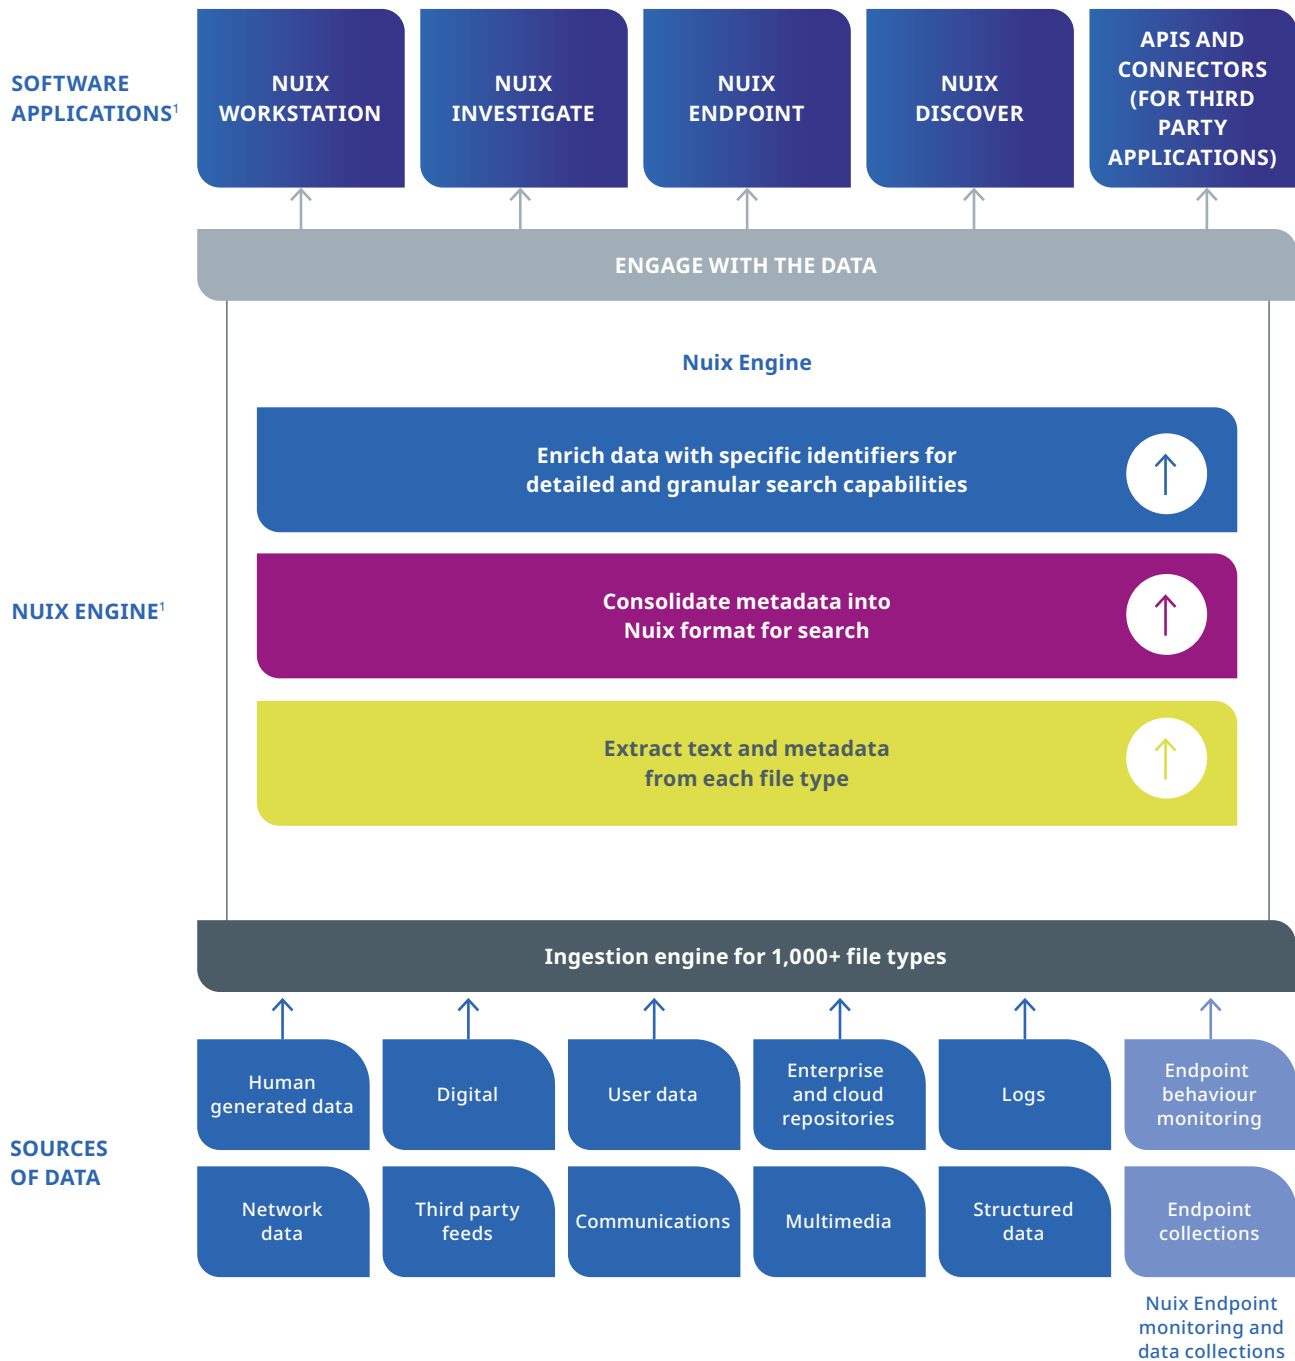 SOFTWARE
APPLICATIONS¹
NUIX
WORKSTATION
NUIX
INVESTIGATE
NUIX
ENDPOINT
NUIX
DISCOVER
APIS AND
CONNECTORS
(FOR THIRD
PARTY
APPLICATIONS)
ENGAGE WITH THE DATA
Nuix Engine
Enrich data with specific identifiers for
detailed and granular search capabilities
NUIX ENGINE¹
Consolidate metadata into
Nuix format for search
Extract text and metadata
from each file type
Ingestion engine for 1,000+ file types
SOURCES
OF DATA
Human
generated data
Digital
User data
Enterprise
and cloud
repositories
Logs
Endpoint
behaviour
monitoring
Network
data
Third party
feeds
Communications
Multimedia
Structured
data
Endpoint
collections
Nuix Endpoint
monitoring and
data collections